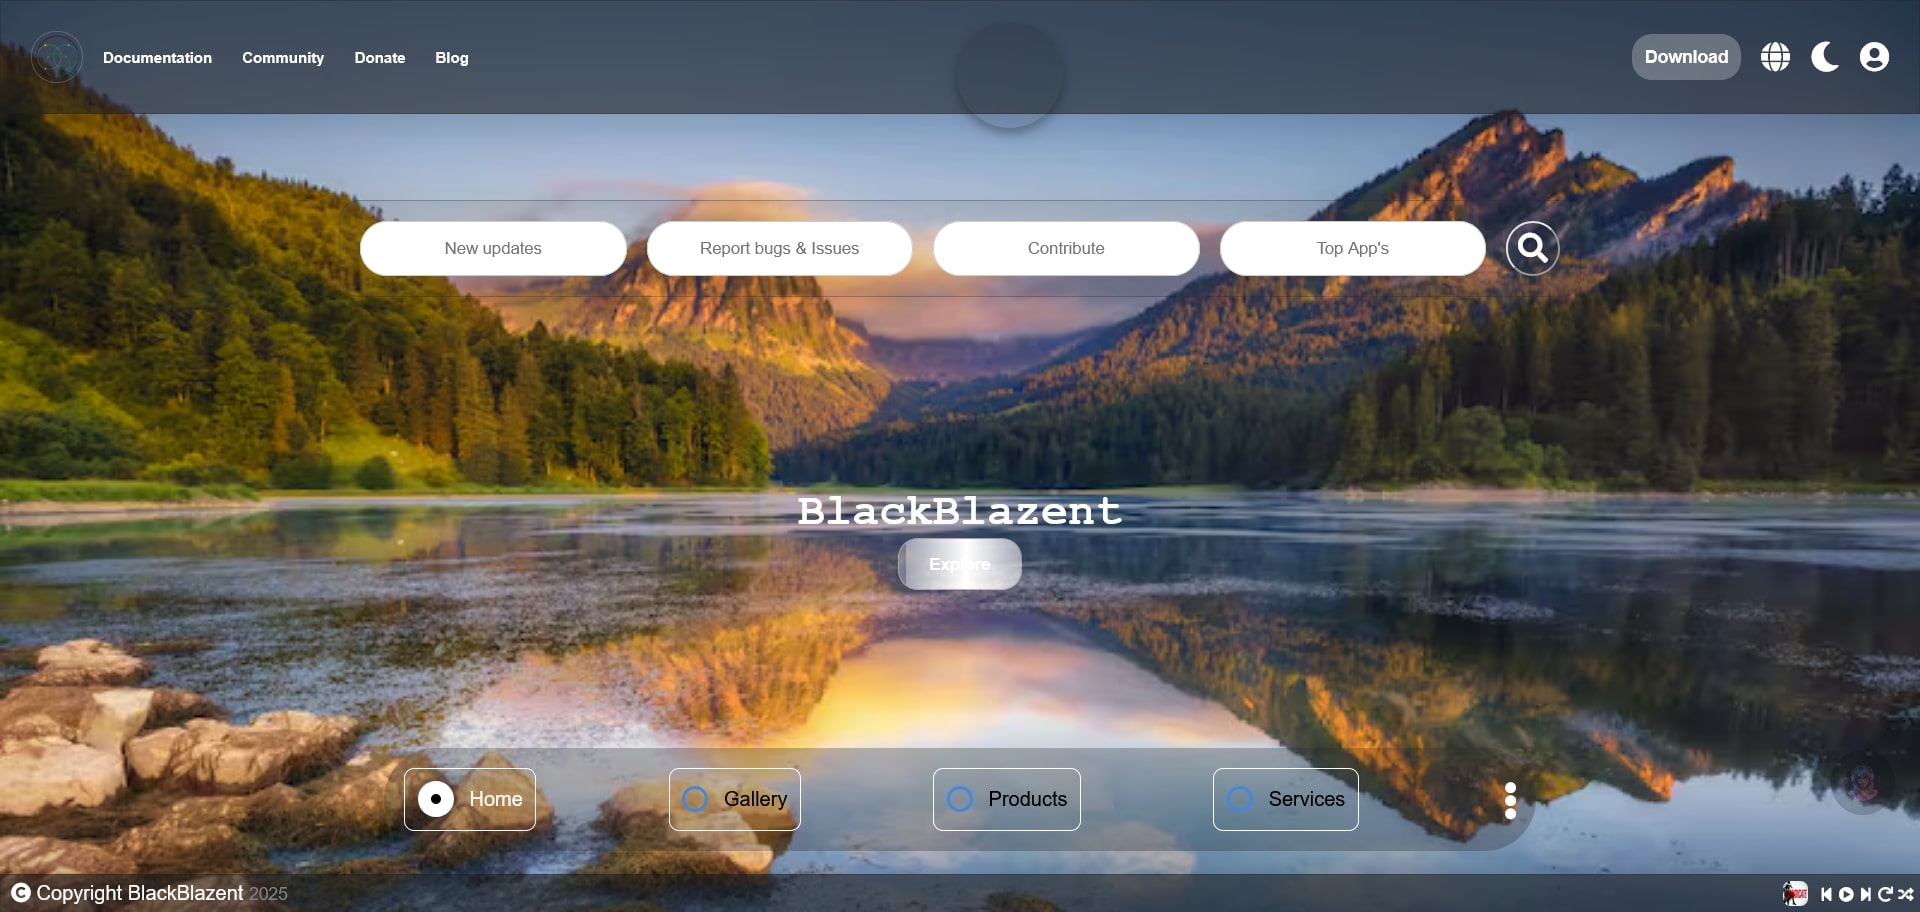 Documentation Community Donate Blog Download
New updates Report bugs & Issues Contribute Top App's
BlackBlazent
Explore
Home Gallery Products Services
Copyright BlackBlazent 2025